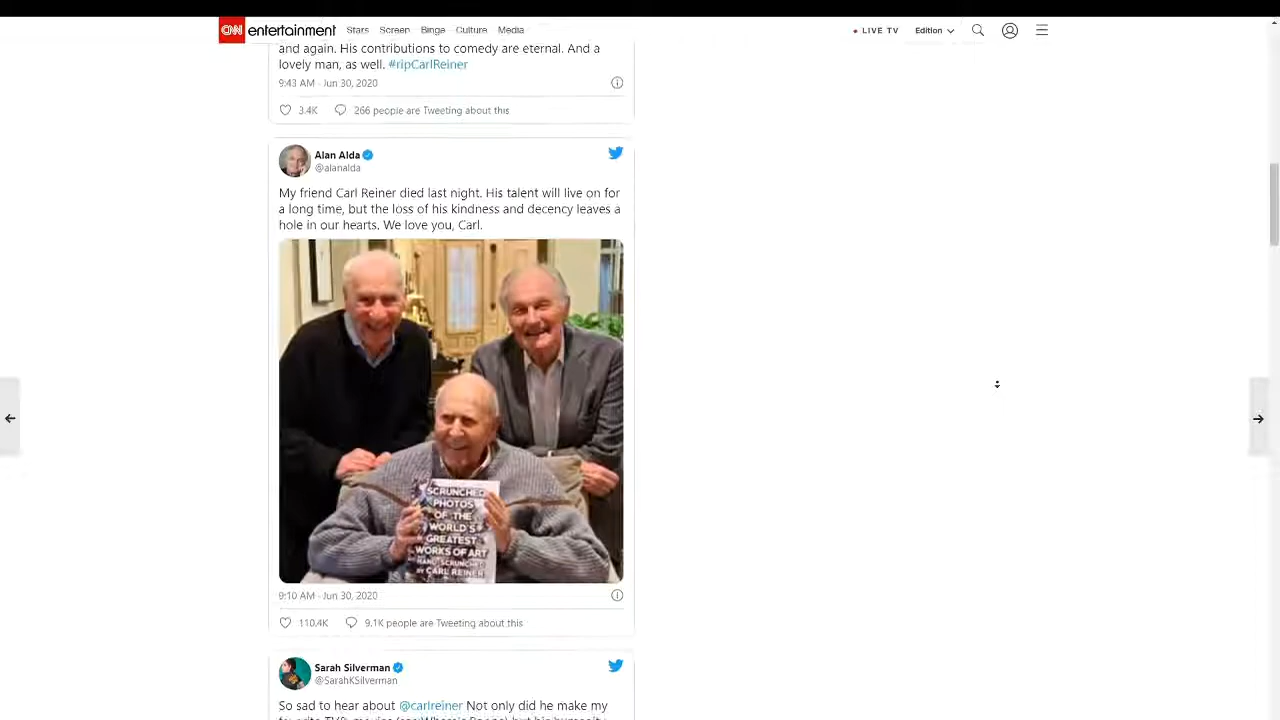 CNN entertainment Stars Screen Binge Culture Media LIVE TV Edition
and again. His contributions to comedy are eternal. And a
lovely man, as well. #ripCarlReiner
9:43 AM · Jun 30, 2020
3.4K 266 people are Tweeting about this
Alan Alda
@alanalda
My friend Carl Reiner died last night. His talent will live on for
a long time, but the loss of his kindness and decency leaves a
hole in our hearts. We love you, Carl.
SCRUNCHED
PHOTOS
OF THE
WORLD'S
GREATEST
WORKS OF ART
HAND SCRUNCHED
BY CARL REINER
9:10 AM · Jun 30, 2020
110.4K 9.1K people are Tweeting about this
Sarah Silverman
@SarahKSilverman
So sad to hear about @carlreiner Not only did he make my